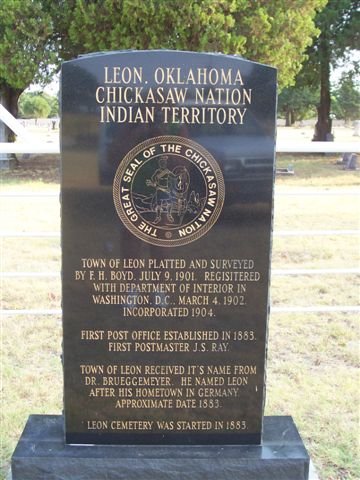 LEON, OKLAHOMA
CHICKASAW NATION
INDIAN TERRITORY
THE GREAT SEAL OF THE CHICKASAW NATION
TOWN OF LEON PLATTED AND SURVEYED
BY F. H. BOYD, JULY 9, 1901. REGISITERED
WITH DEPARTMENT OF INTERIOR IN
WASHINGTON, D.C., MARCH 4, 1902.
INCORPORATED 1904.
FIRST POST OFFICE ESTABLISHED IN 1883.
FIRST POSTMASTER J.S. RAY.
TOWN OF LEON RECEIVED IT'S NAME FROM
DR. BRUEGGEMEYER. HE NAMED LEON
AFTER HIS HOMETOWN IN GERMANY.
APPROXIMATE DATE 1883.
LEON CEMETERY WAS STARTED IN 1883.